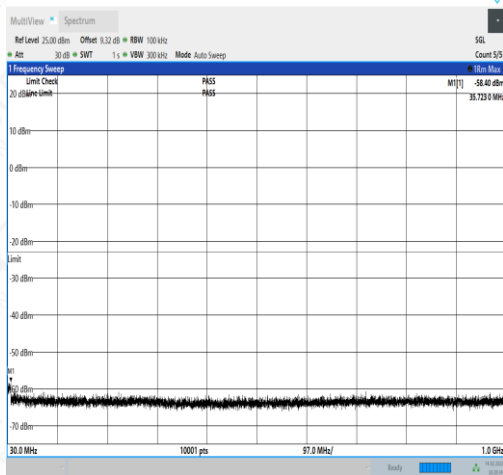 MultiView Spectrum
Ref Level 25.00 dBm Offset 9.32 dB RBW 100 kHz SGL
Att 30 dB SWT 1 s VBW 300 kHz Mode Auto Sweep Count 5/5
1 Frequency Sweep 1Rm Max
Limit Check PASS M1[1] -58.40 dBm
20 dBm Line Limit PASS 35.723 0 MHz
10 dBm
0 dBm
-10 dBm
-20 dBm
Limit
-30 dBm
-40 dBm
-50 dBm
M1
-60 dBm
-70 dBm
30.0 MHz 10001 pts 97.0 MHz/ 1.0 GHz
Ready